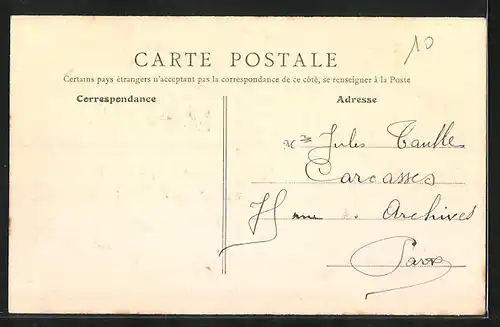 10
CARTE POSTALE
Certains pays étrangers n'acceptant pas la correspondance de ce côté, se renseigner à la Poste
Correspondance
Adresse
Jules
Carcasses
Archives
Paris